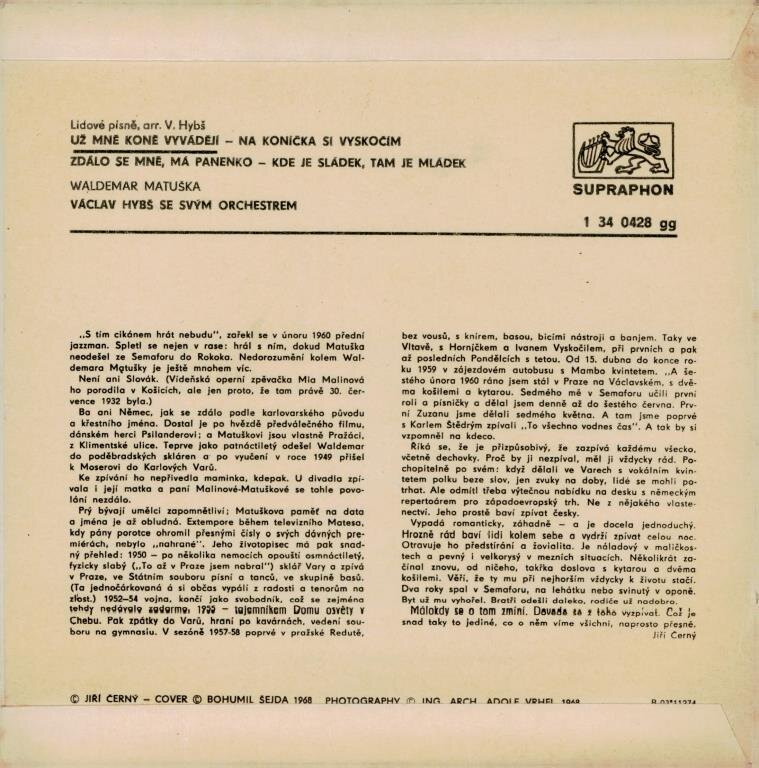 Lidové písně, arr. V. Hybš
UŽ MNĚ KONĚ VYVÁDĚJÍ – NA KONÍČKA SI VYSKOČÍM
ZDÁLO SE MNĚ, MÁ PANENKO – KDE JE SLÁDEK, TAM JE MLÁDEK
WALDEMAR MATUŠKA
VÁCLAV HYBŠ SE SVÝM ORCHESTREM
SUPRAPHON
1 34 0428 gg
„S tím cikánem hrát nebudu", zařekl se v únoru 1960 přední
jazzman. Spletl se nejen v rase: hrál s ním, dokud Matuška
neodešel ze Semaforu do Rokoka. Nedorozumění kolem Wal-
demara Matušky je ještě mnohem víc.
Není ani Slovák. (Vídeňská operní zpěvačka Mia Malinová
ho porodila v Košicích, ale jen proto, že tam právě 30. čer-
vence 1932 byla.)
Ba ani Němec, jak se zdálo podle karlovarského původu
a křestního jména. Dostal je po hvězdě předválečného filmu,
dánském herci Psilanderovi; a Matuškovi jsou vlastně Pražáci,
z Klimentské ulice. Teprve jako patnáctiletý odešel Waldemar
do poděbradských skláren a po vyučení v roce 1949 přišel
k Moserovi do Karlových Varů.
Ke zpívání ho nepřivedla maminka, kdepak. U divadla zpí-
vala i její matka a paní Malinové-Matuškové se tohle povo-
lání nezdálo.
Prý bývají umělci zapomnětliví; Matuškova paměť na data
a jména je až obludná. Extempore během televizního Matesa,
kdy pány porotce ohromil přesnými čísly o svých dávných pre-
miérách, nebylo „nahrané". Jeho životopisec má pak snad-
ný přehled: 1950 – po několika nemocích opouští osmnáctiletý,
fyzicky slabý („To až v Praze jsem nabral") sklář Vary a zpívá
v Praze, ve Státním souboru písní a tanců, ve skupině basů.
(Ta jednočárkovaná á si občas vypálí z radosti a tenorům na
zlost.) 1952–54 vojna, končí jako svobodník, což se zejména
tehdy nedávalo zadarmo, 1955 – tajemníkem Domu osvěty v
Chebu. Pak zpátky do Varů, hraní po kavárnách, vedení sou-
boru na gymnasiu. V sezóně 1957-58 poprvé v pražské Redutě,
bez vousů, s knírem, basou, bicími nástroji a banjem. Taky ve
Vltavě, s Horníčkem a Ivanem Vyskočilem, při prvních a pak
až posledních Pondělcích s tetou. Od 15. dubna do konce ro-
ku 1959 v zájezdovém autobusu s Mambo kvintetem. „A še-
stého února 1960 ráno jsem stál v Praze na Václavském, s dvě-
ma košilemi a kytarou. Sedmého mě v Semaforu učili první
roli a písničky a dělal jsem denně až do šestého června. Prv-
ní Zuzanu jsme dělali sedmého května. A tam jsme poprvé
s Karlem Štědrým zpívali „To všechno vodnes čas". A tak by si
vzpomněl na kdeco.
Říká se, že je přizpůsobivý, že zazpívá každému všecko,
včetně dechovky. Proč by ji nezpíval, měl ji vždycky rád. Po-
chopitelně po svém: když dělali ve Varech s vokálním kvin-
tetem polku beze slov, jen zvuky na doby, lidé se mohli po-
trhat. Ale odmítl třeba výtečnou nabídku na desku s německým
repertoárem pro západoevropský trh. Ne z nějakého vlaste-
nectví. Jeho prostě baví zpívat česky.
Vypadá romanticky, záhadně – a je docela jednoduchý.
Hrozně rád baví lidi kolem sebe a vydrží zpívat celou noc.
Otravuje ho předstírání a žovialita. Je náladový v maličkos-
tech a pevný i velkorysý v mezních situacích. Několikrát za-
čínal znovu, od ničeho, takřka doslova s kytarou a dvěma
košilemi. Věří, že ty mu při nejhorším vždycky k životu stačí.
Dva roky spal v Semaforu, na lehátku nebo svinutý v oponě.
Byt už mu vyhořel. Bratři odešli daleko, rodiče už nadobro.
Málokdy se o tom zmíní. Dovede to z toho vyzpívat. Což je
snad taky to jediné, co o něm víme všichni, naprosto přesně.
Jiří Černý
© JIŘÍ ČERNÝ – COVER © BOHUMIL ŠEJDA 1968 PHOTOGRAPHY © ING. ARCH. ADOLF VRHEL 1968